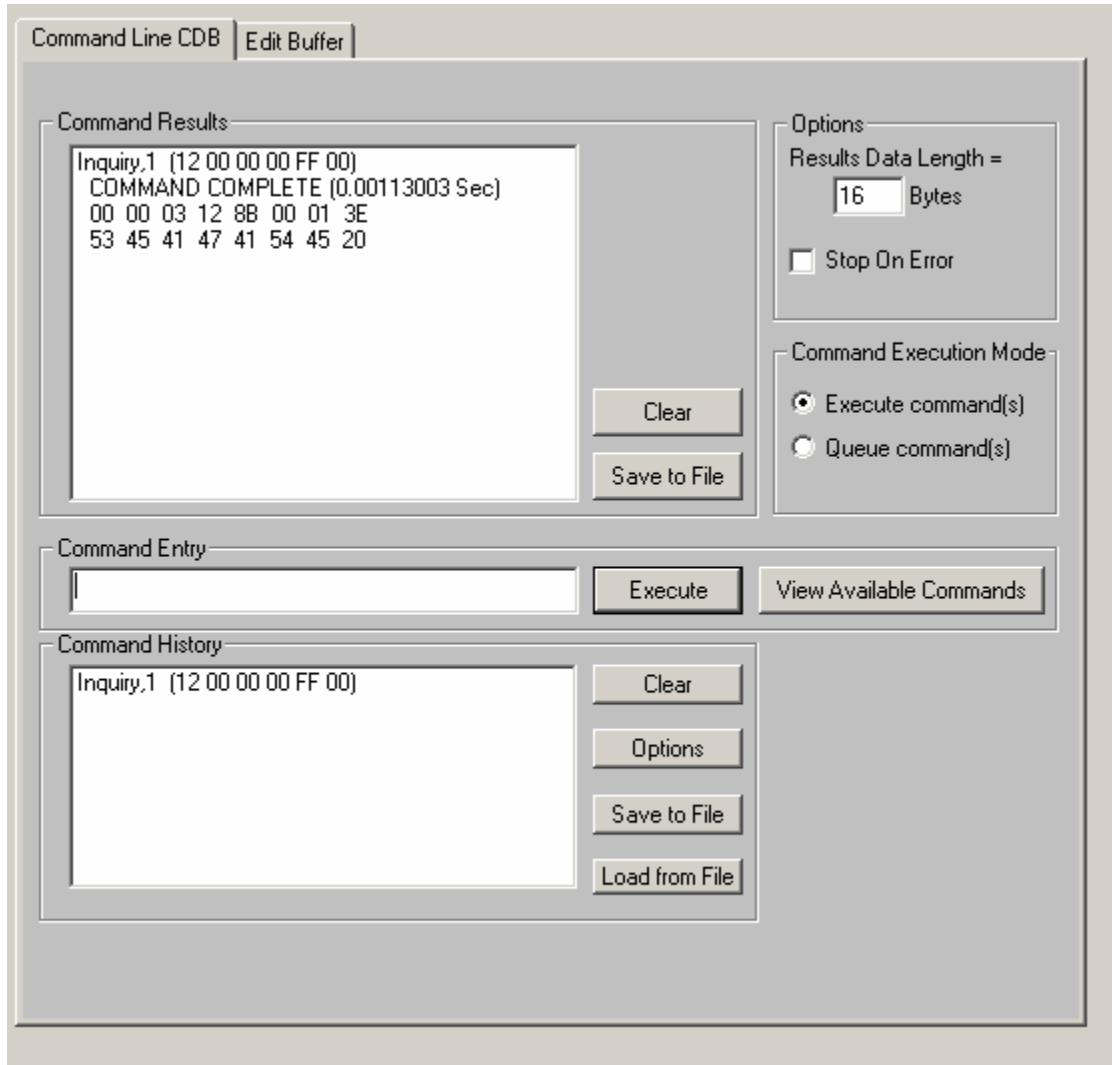 Command Line CDB Edit Buffer
Command Results
Inquiry,1 (12 00 00 00 FF 00)
COMMAND COMPLETE (0.00113003 Sec)
00 00 03 12 8B 00 01 3E
53 45 41 47 41 54 45 20
Clear
Save to File
Options
Results Data Length =
16 Bytes
Stop On Error
Command Execution Mode
Execute command(s)
Queue command(s)
Command Entry
Execute View Available Commands
Command History
Inquiry,1 (12 00 00 00 FF 00)
Clear
Options
Save to File
Load from File